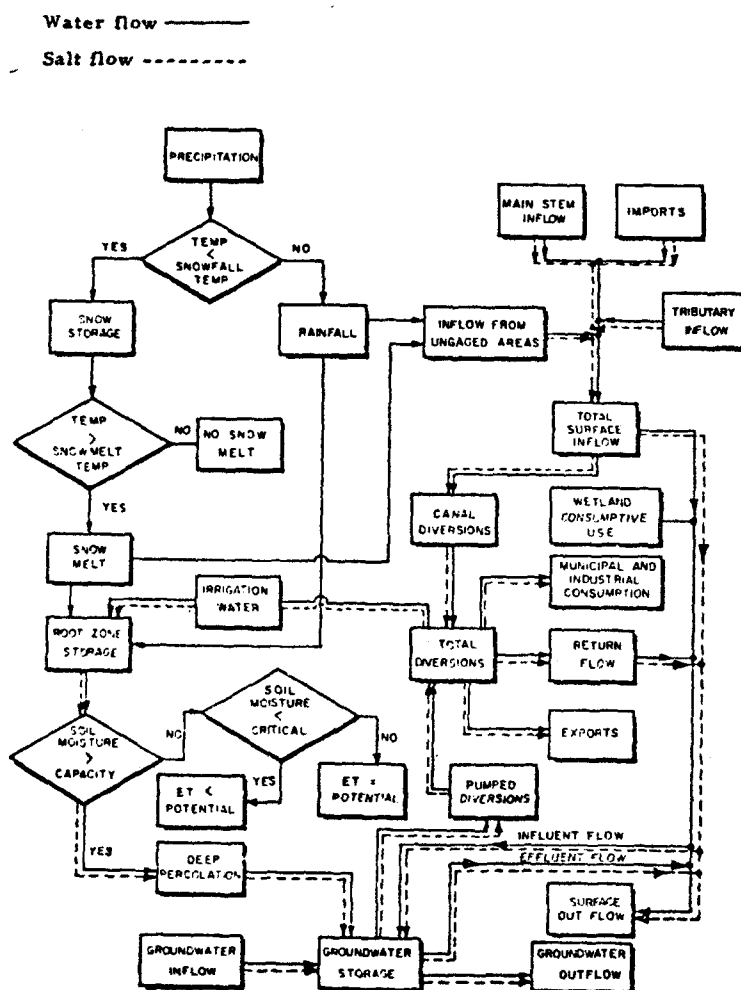 Water flow
Salt flow
PRECIPITATION
MAIN STEM
INFLOW
IMPORTS
YES
TEMP
<
SNOWFALL
TEMP
NO
SNOW
STORAGE
RAINFALL
INFLOW FROM
UNGAGED AREAS
TRIBUTARY
INFLOW
TEMP
>
SNOWMELT
TEMP
NO
NO SNOW
MELT
TOTAL
SURFACE
INFLOW
YES
CANAL
DIVERSIONS
WETLAND
CONSUMPTIVE
USE
SNOW
MELT
IRRIGATION
WATER
MUNICIPAL AND
INDUSTRIAL
CONSUMPTION
ROOT ZONE
STORAGE
TOTAL
DIVERSIONS
RETURN
FLOW
SOIL
MOISTURE
>
CAPACITY
NO
SOIL
MOISTURE
<
CRITICAL
NO
EXPORTS
YES
ET <
POTENTIAL
ET =
POTENTIAL
PUMPED
DIVERSIONS
INFLUENT FLOW
EFFLUENT FLOW
YES
DEEP
PERCOLATION
SURFACE
OUT FLOW
GROUNDWATER
INFLOW
GROUNDWATER
STORAGE
GROUNDWATER
OUTFLOW